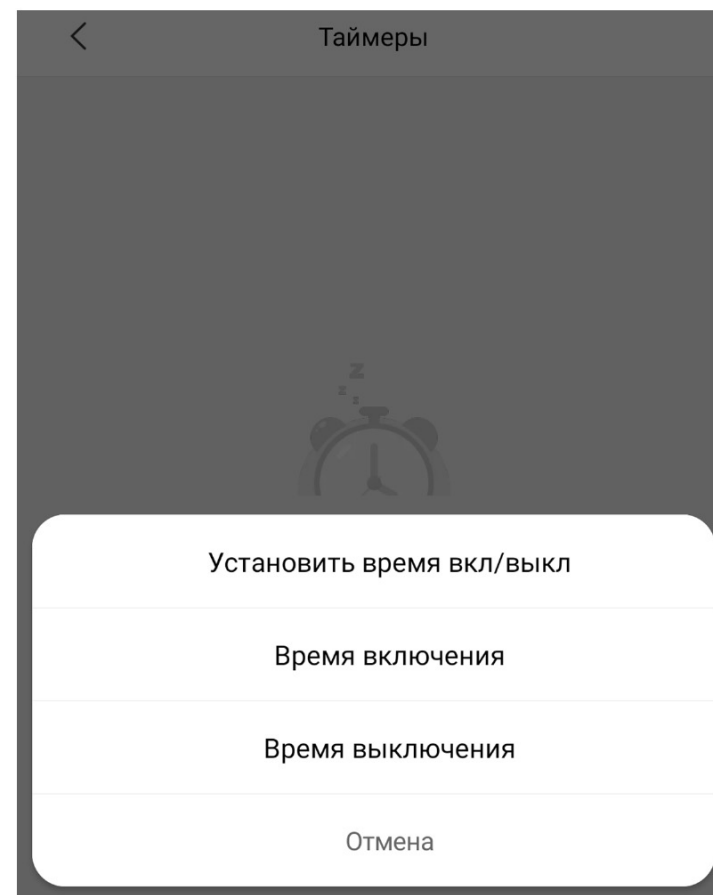 Таймеры
z
z
z
Установить время вкл/выкл
Время включения
Время выключения
Отмена